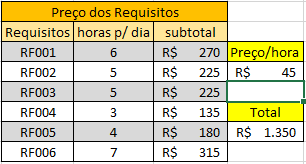 Preço dos Requisitos
Requisitos horas p/ dia subtotal
RF001 6 R$ 270 Preço/hora
RF002 5 R$ 225 R$ 45
RF003 5 R$ 225
RF004 3 R$ 135 Total
RF005 4 R$ 180 R$ 1.350
RF006 7 R$ 315